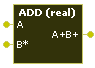 ADD (real)
A
A+B+
B*